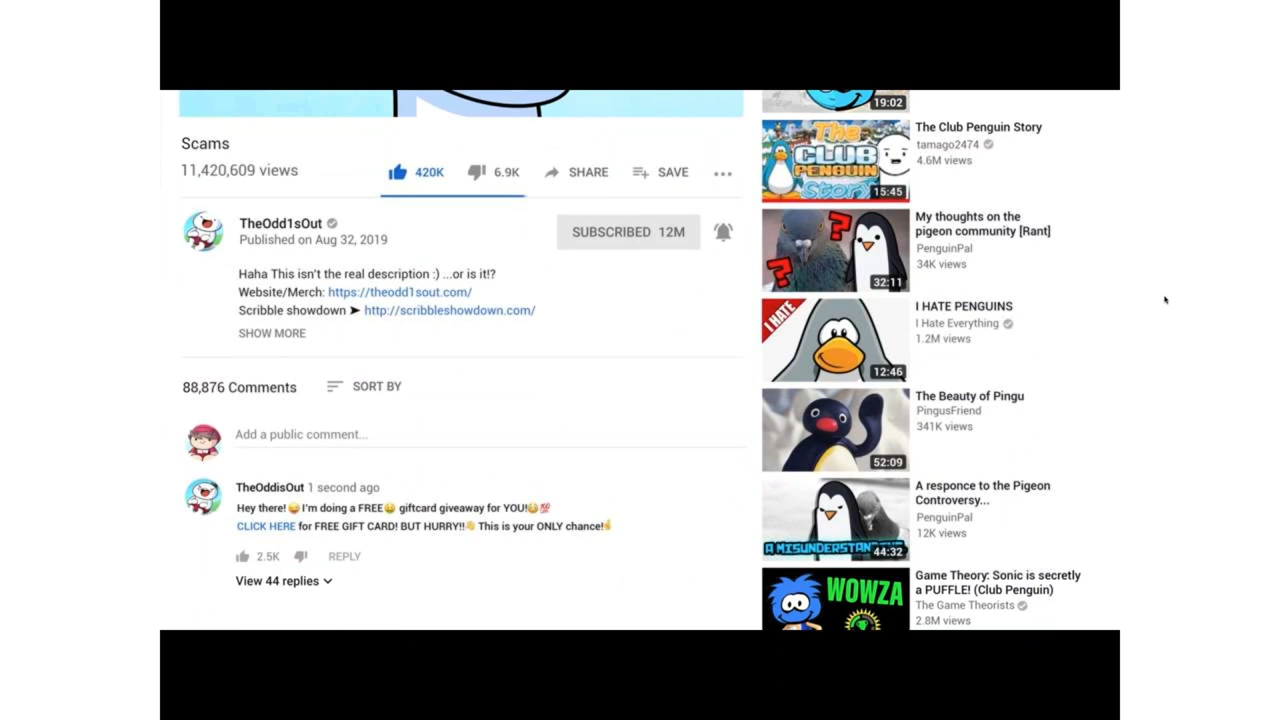 Scams
11,420,609 views
420K
6.9K
SHARE
SAVE
TheOdd1sOut
Published on Aug 32, 2019
SUBSCRIBED 12M
Haha This isn't the real description :) ...or is it!?
Website/Merch: https://theodd1sout.com/
Scribble showdown ➤ http://scribbleshowdown.com/
SHOW MORE
88,876 Comments
SORT BY
Add a public comment...
TheOddisOut 1 second ago
Hey there!😜 I'm doing a FREE😀 giftcard giveaway for YOU!😳💯
CLICK HERE for FREE GIFT CARD! BUT HURRY!!👏 This is your ONLY chance!☝
2.5K
REPLY
View 44 replies
19:02
The
CLUB
PENGUIN
Story
15:45
The Club Penguin Story
tamago2474
4.6M views
? ?
32:11
My thoughts on the
pigeon community [Rant]
PenguinPal
34K views
I HATE
12:46
I HATE PENGUINS
I Hate Everything
1.2M views
52:09
The Beauty of Pingu
PingusFriend
341K views
A MISUNDERSTAN
44:32
A responce to the Pigeon
Controversy...
PenguinPal
12K views
WOWZA
Game Theory: Sonic is secretly
a PUFFLE! (Club Penguin)
The Game Theorists
2.8M views